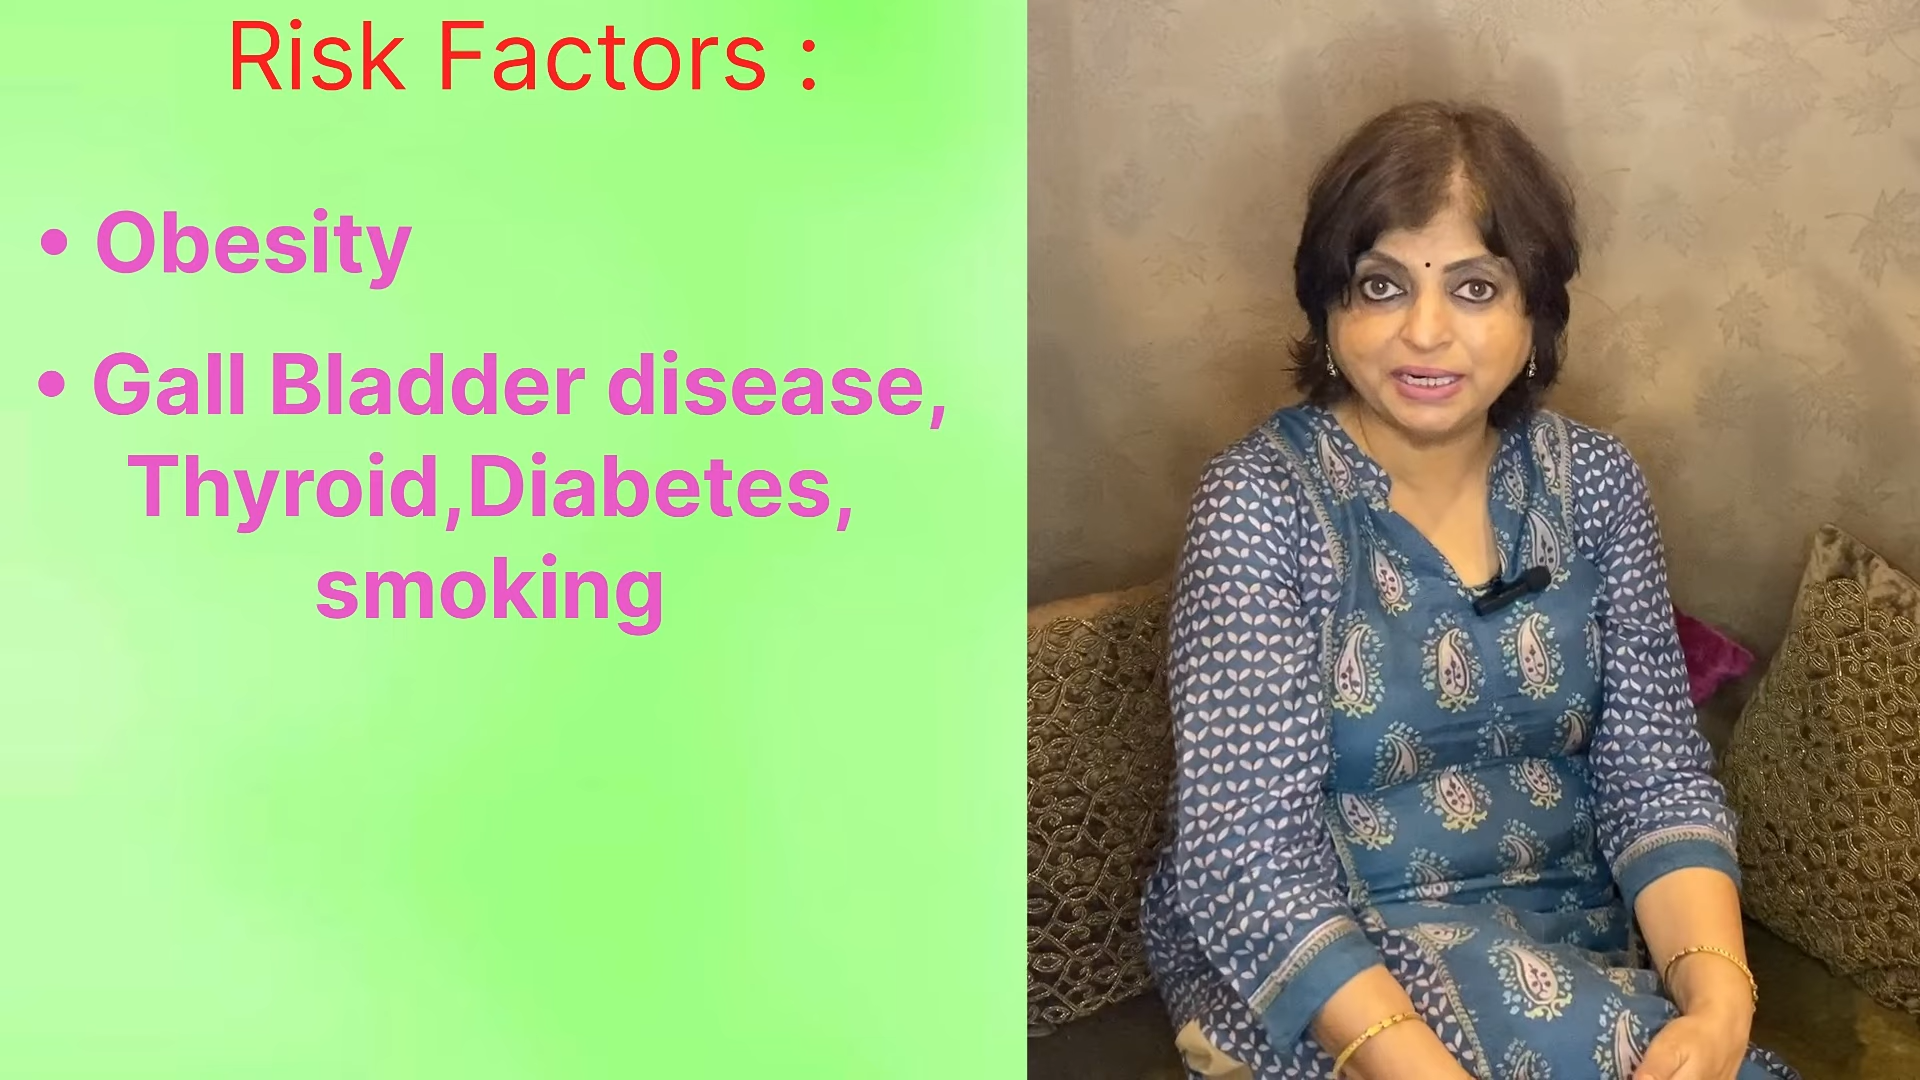 Risk Factors :
• Obesity
• Gall Bladder disease,
Thyroid,Diabetes,
smoking